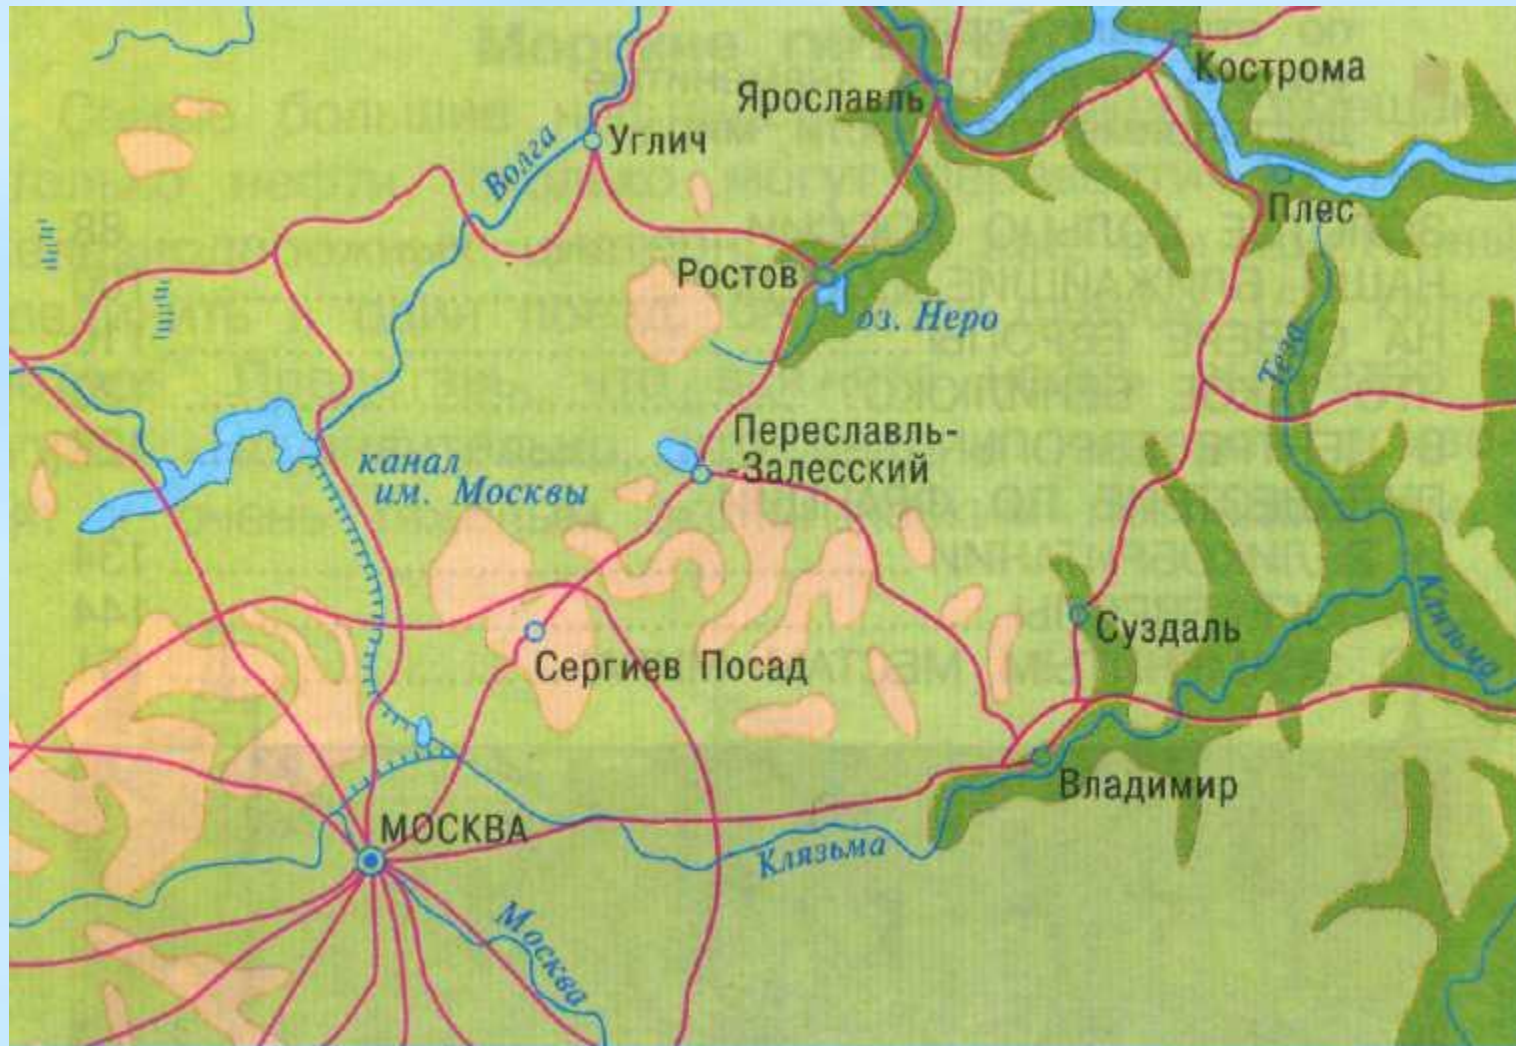 Кострома
Ярославль
Углич
Волга
Плес
Ростов
оз. Неро
Теза
Переславль-
-Залесский
канал
им. Москвы
Клязьма
Суздаль
Сергиев Посад
Владимир
МОСКВА
Клязьма
Москва